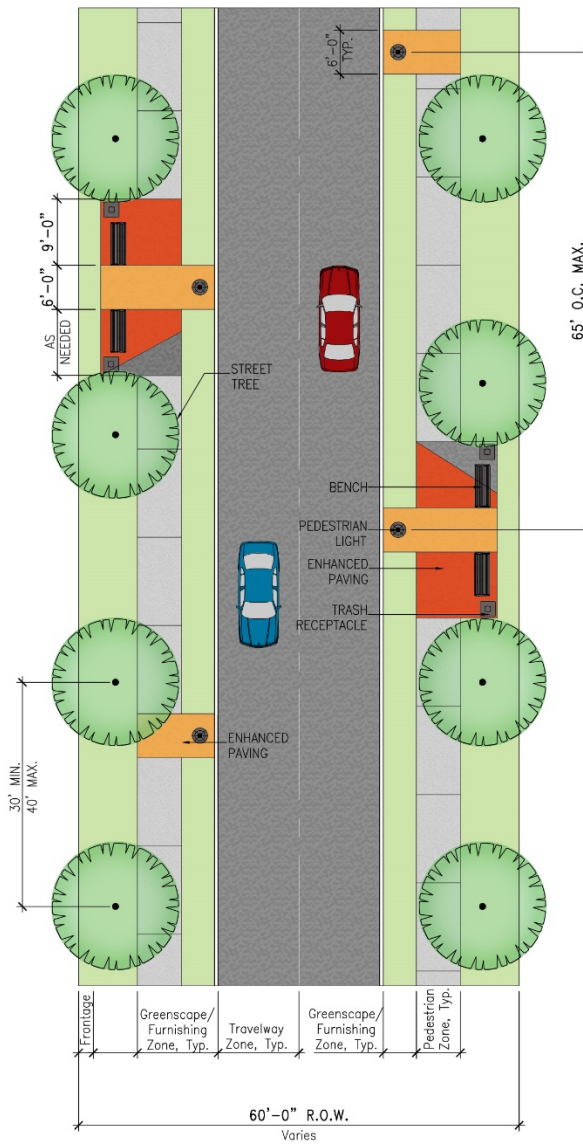 6'-0"
TYP.
65' O.C. MAX.
9'-0"
6'-0"
AS
NEEDED
STREET
TREE
BENCH
PEDESTRIAN
LIGHT
ENHANCED
PAVING
TRASH
RECEPTACLE
ENHANCED
PAVING
30' MIN.
40' MAX.
Frontage
Greenscape/
Furnishing
Zone, Typ.
Travelway
Zone, Typ.
Greenscape/
Furnishing
Zone, Typ.
Pedestrian
Zone, Typ.
60'-0" R.O.W.
Varies